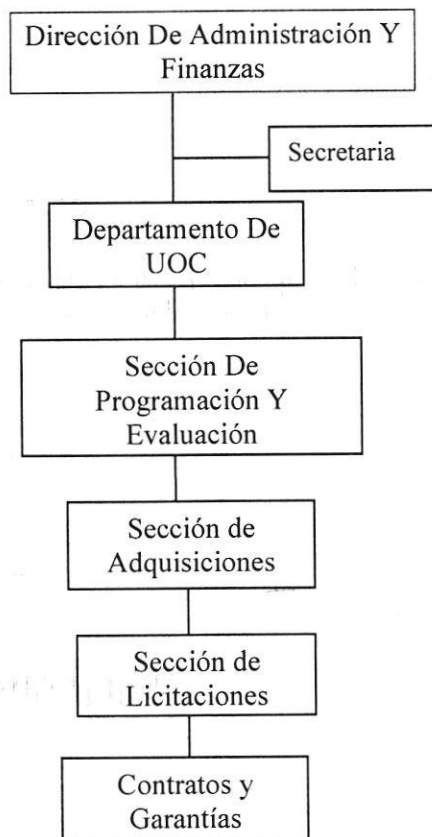 Dirección De Administración Y
Finanzas
Secretaria
Departamento De
UOC
Sección De
Programación Y
Evaluación
Sección de
Adquisiciones
Sección de
Licitaciones
Contratos y
Garantías